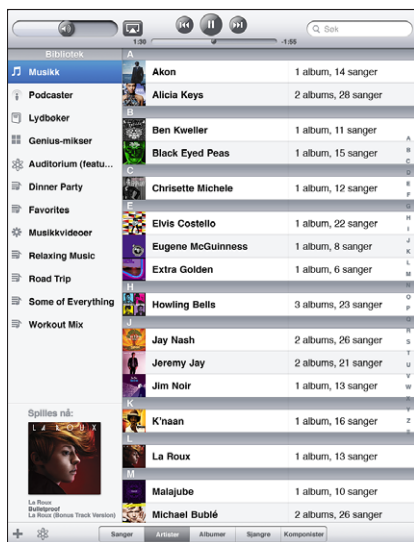 Søk
1:30
-1:55
Bibliotek
Musikk
Podcaster
Lydbøker
Genius-mikser
Auditorium (featu...
Dinner Party
Favorites
Musikkvideoer
Relaxing Music
Road Trip
Some of Everything
Workout Mix
Spilles nå:
LA ROUX
La Roux
Bulletproof
La Roux (Bonus Track Version)
A
Akon 1 album, 14 sanger
Alicia Keys 2 albums, 28 sanger
B
Ben Kweller 1 album, 11 sanger
Black Eyed Peas 1 album, 15 sanger
C
Chrisette Michele 1 album, 12 sanger
E
Elvis Costello 1 album, 22 sanger
Eugene McGuinness 1 album, 8 sanger
Extra Golden 1 album, 6 sanger
H
Howling Bells 3 albums, 23 sanger
J
Jay Nash 2 albums, 26 sanger
Jeremy Jay 2 albums, 21 sanger
Jim Noir 1 album, 13 sanger
K
K'naan 1 album, 16 sanger
L
La Roux 1 album, 13 sanger
M
Malajube 1 album, 10 sanger
Michael Bublé 2 albums, 26 sanger
A
B
C
D
E
F
G
H
I
J
K
L
M
N
O
P
Q
R
S
T
U
V
W
X
Y
Z
Sanger Artister Albumer Sjangre Komponister